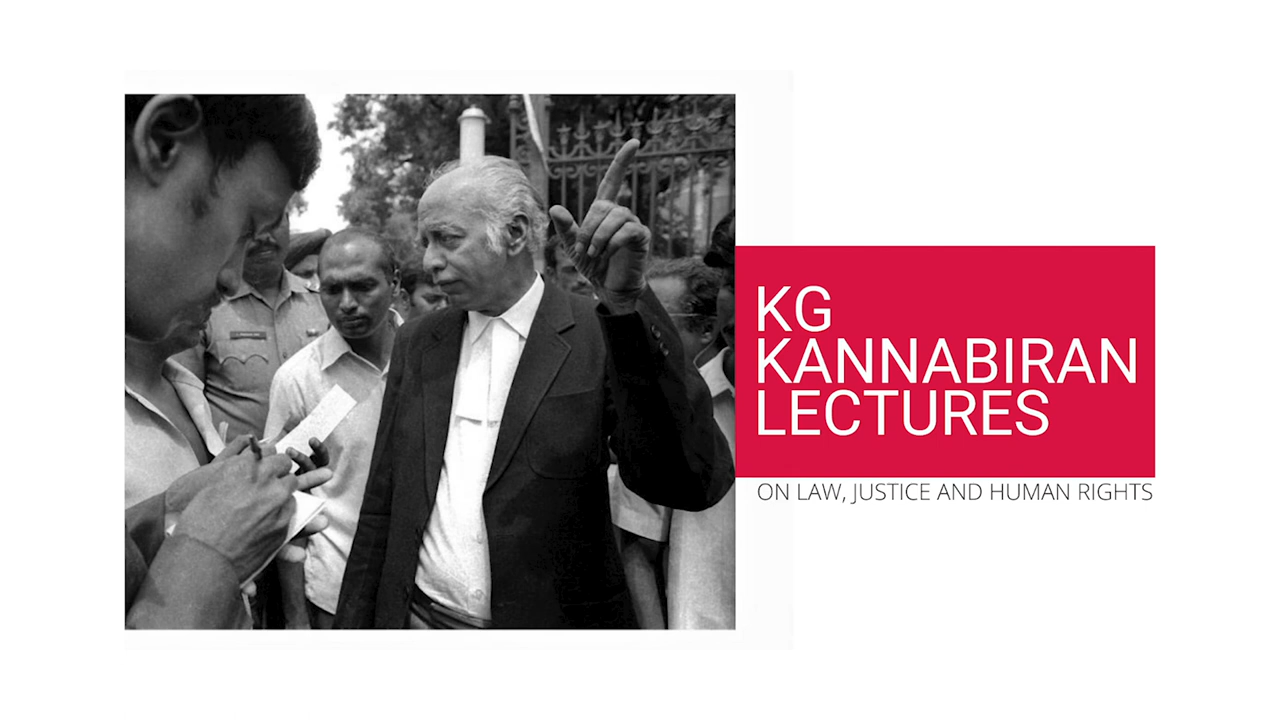 KG
KANNABIRAN
LECTURES
ON LAW, JUSTICE AND HUMAN RIGHTS